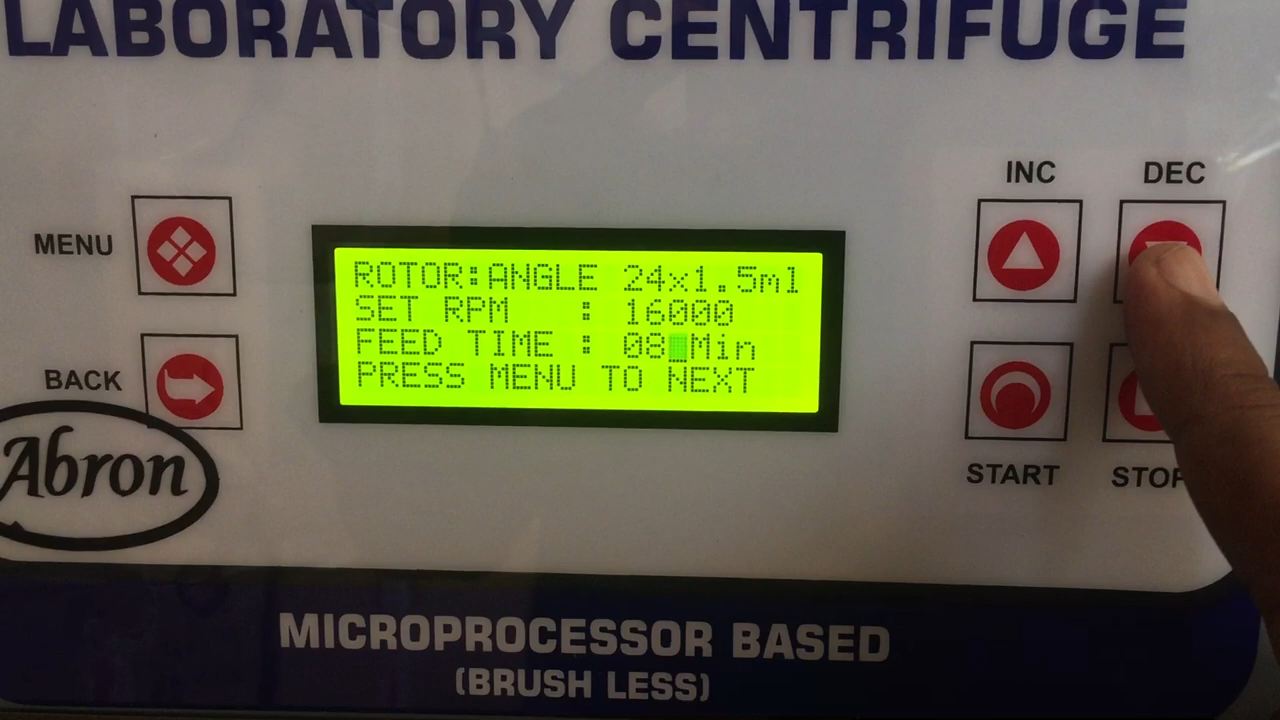 LABORATORY CENTRIFUGE
INC
DEC
MENU
BACK
ROTOR:ANGLE 24x1.5ml
SET RPM : 16000
FEED TIME : 08 Min
PRESS MENU TO NEXT
START
STOP
Abron
MICROPROCESSOR BASED
(BRUSH LESS)